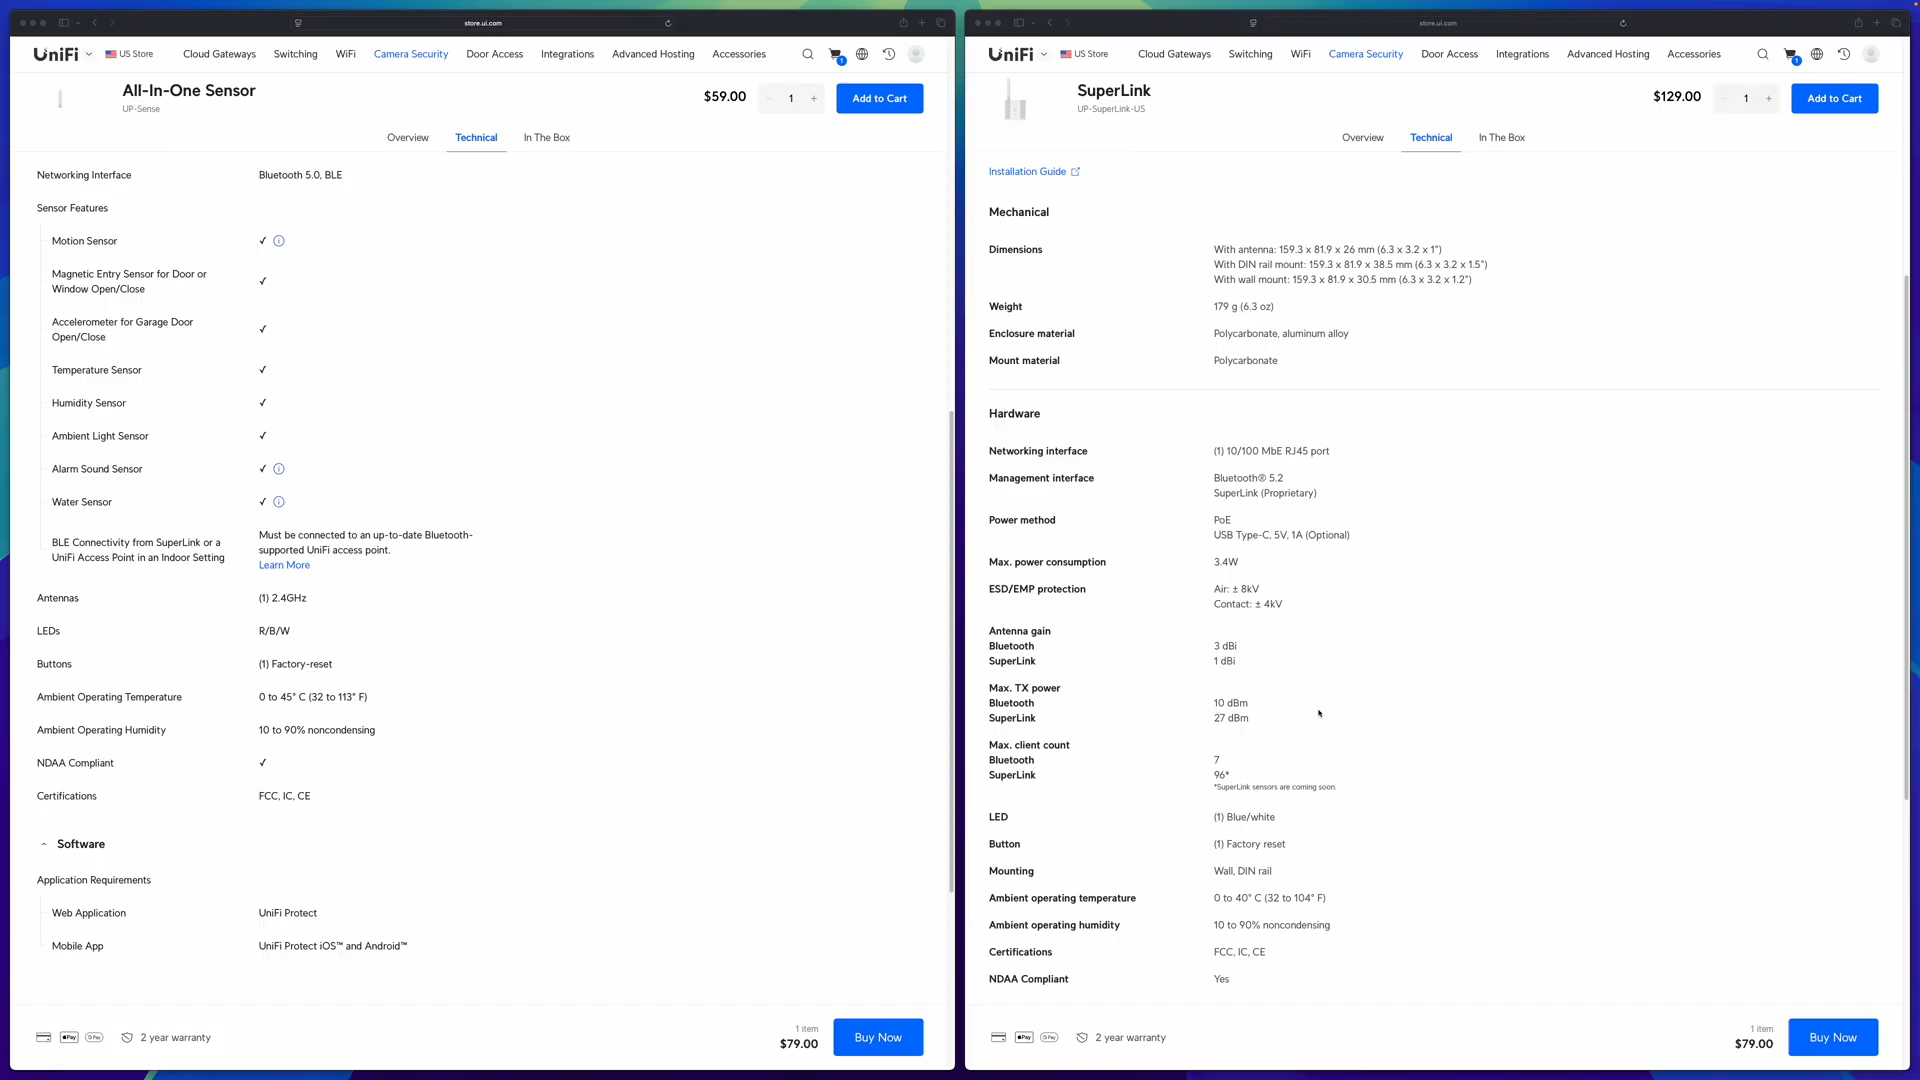 store.ui.com
UniFi
US Store
Cloud Gateways
Switching
WiFi
Camera Security
Door Access
Integrations
Advanced Hosting
Accessories
1
All-In-One Sensor
UP-Sense
$59.00
1
Add to Cart
Overview
Technical
In The Box
Networking Interface
Bluetooth 5.0, BLE
Sensor Features
Motion Sensor
✓
Magnetic Entry Sensor for Door or
Window Open/Close
✓
Accelerometer for Garage Door
Open/Close
✓
Temperature Sensor
✓
Humidity Sensor
✓
Ambient Light Sensor
✓
Alarm Sound Sensor
✓
Water Sensor
✓
BLE Connectivity from SuperLink or a
UniFi Access Point in an Indoor Setting
Must be connected to an up-to-date Bluetooth-
supported UniFi access point.
Learn More
Antennas
(1) 2.4GHz
LEDs
R/B/W
Buttons
(1) Factory-reset
Ambient Operating Temperature
0 to 45° C (32 to 113° F)
Ambient Operating Humidity
10 to 90% noncondensing
NDAA Compliant
✓
Certifications
FCC, IC, CE
Software
Application Requirements
Web Application
UniFi Protect
Mobile App
UniFi Protect iOS™ and Android™
Pay
G Pay
2 year warranty
1 item
$79.00
Buy Now
store.ui.com
UniFi
US Store
Cloud Gateways
Switching
WiFi
Camera Security
Door Access
Integrations
Advanced Hosting
Accessories
1
SuperLink
UP-SuperLink-US
$129.00
1
Add to Cart
Overview
Technical
In The Box
Installation Guide
Mechanical
Dimensions
With antenna: 159.3 x 81.9 x 26 mm (6.3 x 3.2 x 1")
With DIN rail mount: 159.3 x 81.9 x 38.5 mm (6.3 x 3.2 x 1.5")
With wall mount: 159.3 x 81.9 x 30.5 mm (6.3 x 3.2 x 1.2")
Weight
179 g (6.3 oz)
Enclosure material
Polycarbonate, aluminum alloy
Mount material
Polycarbonate
Hardware
Networking interface
(1) 10/100 MbE RJ45 port
Management interface
Bluetooth® 5.2
SuperLink (Proprietary)
Power method
PoE
USB Type-C, 5V, 1A (Optional)
Max. power consumption
3.4W
ESD/EMP protection
Air: ± 8kV
Contact: ± 4kV
Antenna gain
Bluetooth
3 dBi
SuperLink
1 dBi
Max. TX power
Bluetooth
10 dBm
SuperLink
27 dBm
Max. client count
Bluetooth
7
SuperLink
96*
*SuperLink sensors are coming soon.
LED
(1) Blue/white
Button
(1) Factory reset
Mounting
Wall, DIN rail
Ambient operating temperature
0 to 40° C (32 to 104° F)
Ambient operating humidity
10 to 90% noncondensing
Certifications
FCC, IC, CE
NDAA Compliant
Yes
Pay
G Pay
2 year warranty
1 item
$79.00
Buy Now